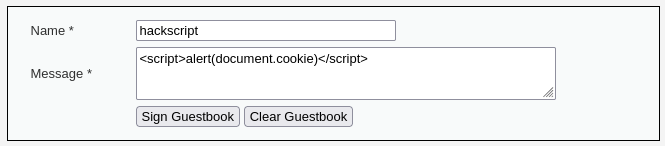 Name * hackscript
Message * <script>alert(document.cookie)</script>
Sign Guestbook Clear Guestbook